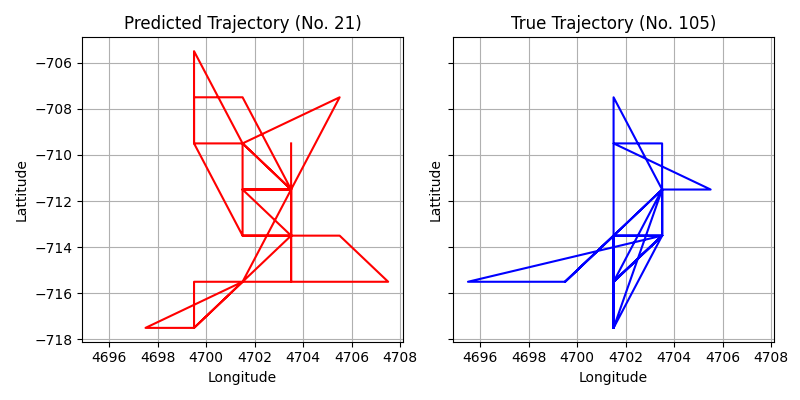 Predicted Trajectory (No. 21)
True Trajectory (No. 105)
−706
−708
−710
−712
−714
−716
−718
Lattitude
Lattitude
4696 4698 4700 4702 4704 4706 4708
4696 4698 4700 4702 4704 4706 4708
Longitude
Longitude